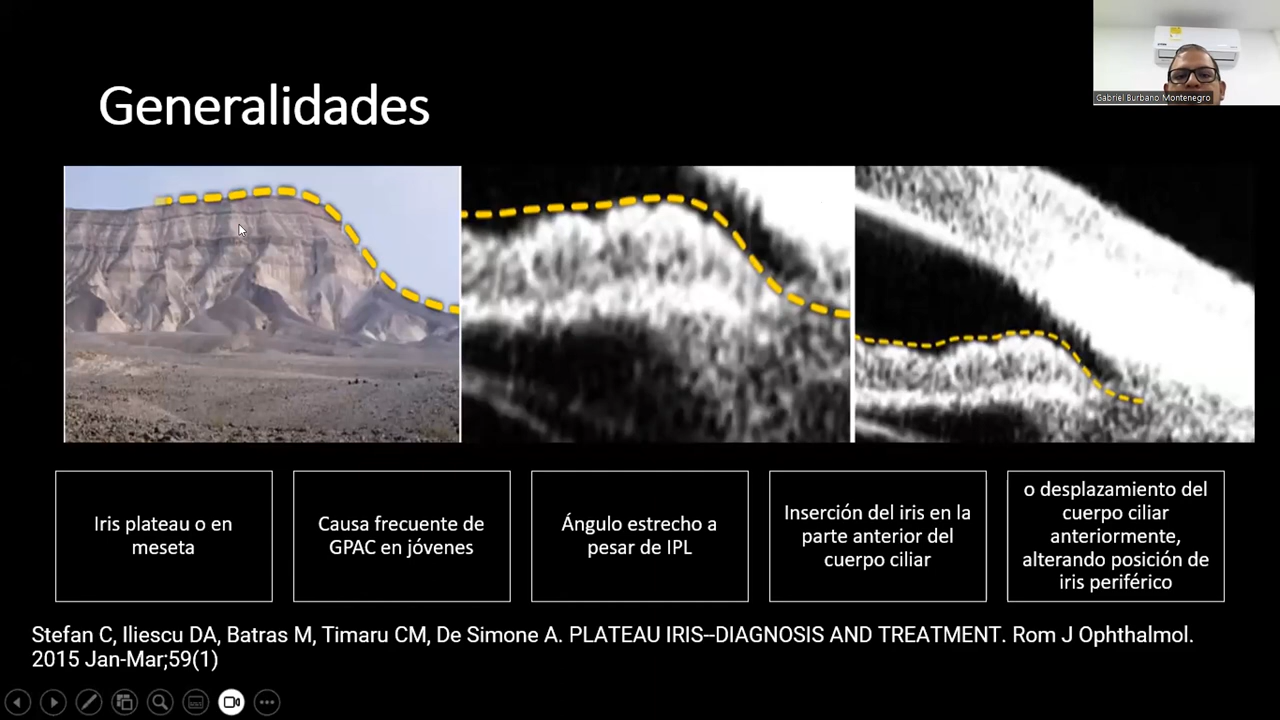 Generalidades
Gabriel Burbano Montenegro
Iris plateau o en
meseta
Causa frecuente de
GPAC en jóvenes
Ángulo estrecho a
pesar de IPL
Inserción del iris en la
parte anterior del
cuerpo ciliar
o desplazamiento del
cuerpo ciliar
anteriormente,
alterando posición de
iris periférico
Stefan C, Iliescu DA, Batras M, Timaru CM, De Simone A. PLATEAU IRIS--DIAGNOSIS AND TREATMENT. Rom J Ophthalmol.
2015 Jan-Mar;59(1)